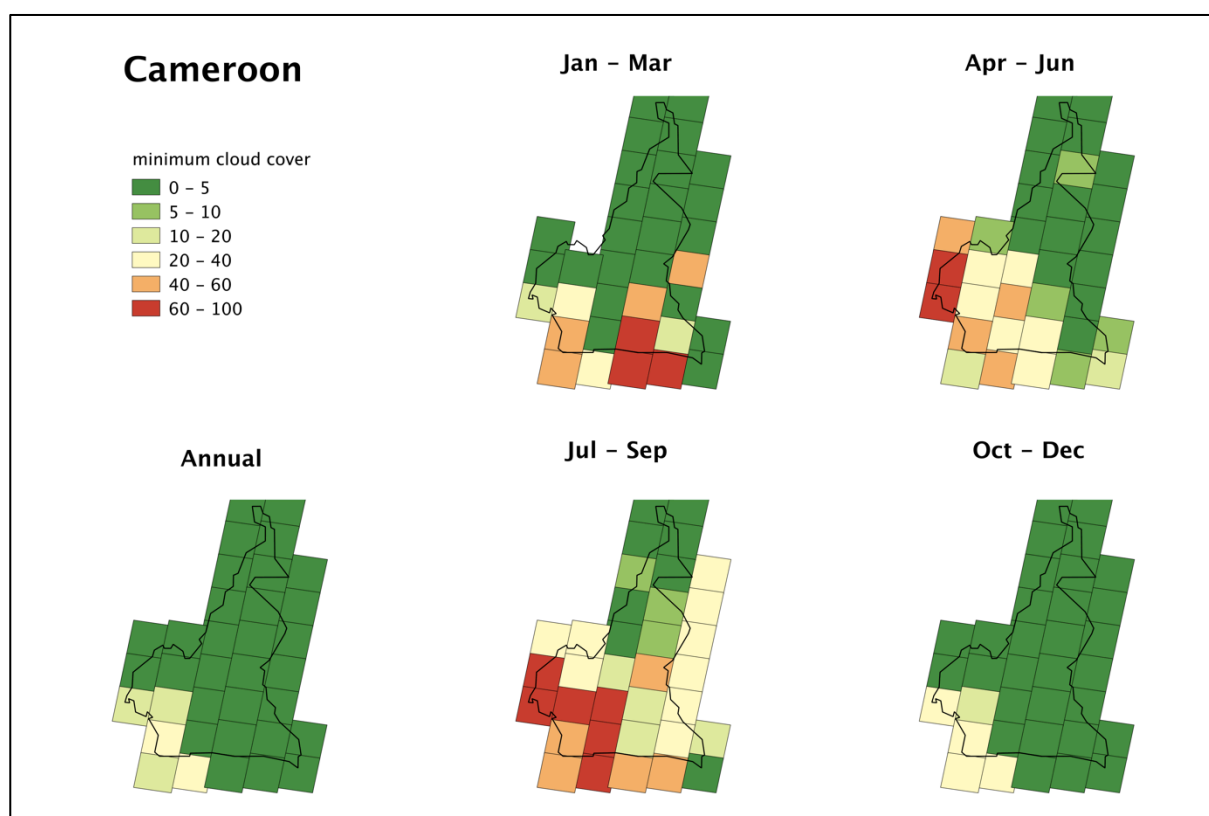 Cameroon
Jan – Mar
Apr – Jun
minimum cloud cover
0 – 5
5 – 10
10 – 20
20 – 40
40 – 60
60 – 100
Annual
Jul – Sep
Oct – Dec